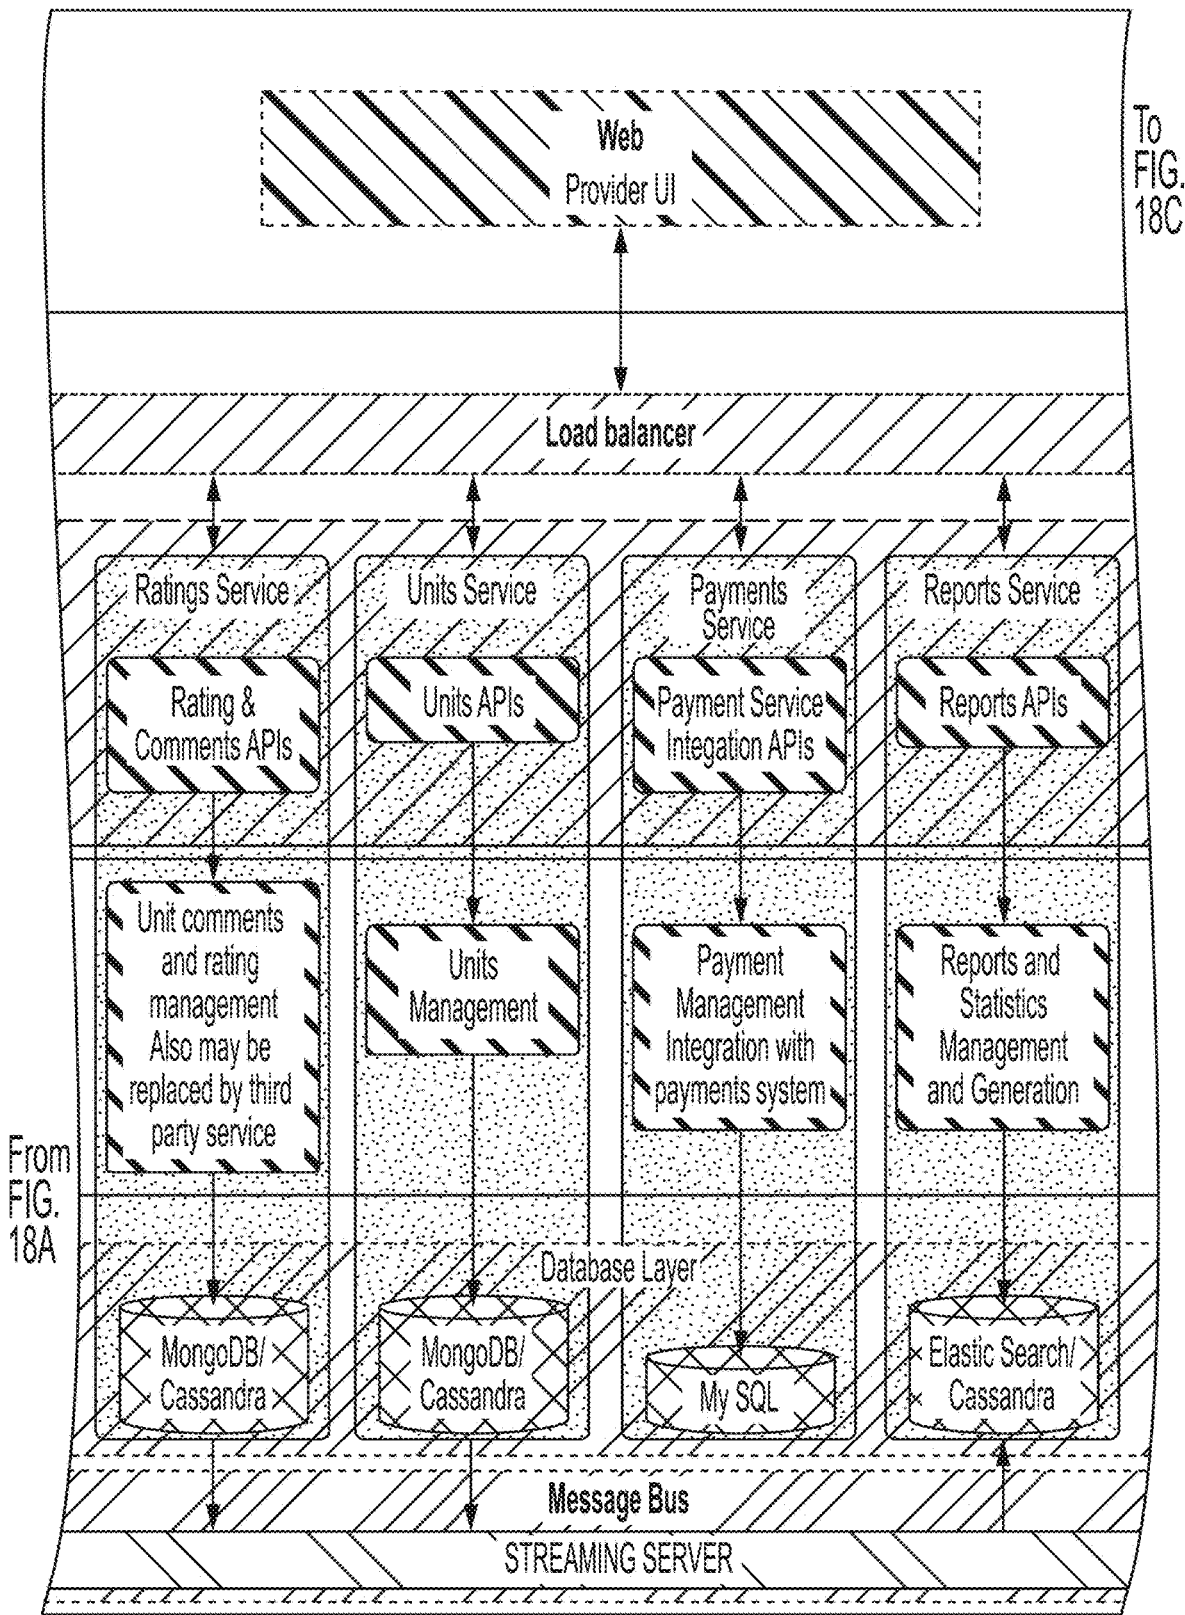 To
FIG.
18C
Web
Provider UI
Load balancer
Ratings Service
Rating &
Comments APIs
Unit comments
and rating
management
Also may be
replaced by third
party service
MongoDB/
Cassandra
Units Service
Units APIs
Units
Management
MongoDB/
Cassandra
Payments
Service
Payment Service
Integation APIs
Payment
Management
Integration with
payments system
My SQL
Reports Service
Reports APIs
Reports and
Statistics
Management
and Generation
Elastic Search/
Cassandra
From
FIG.
18A
Database Layer
Message Bus
STREAMING SERVER